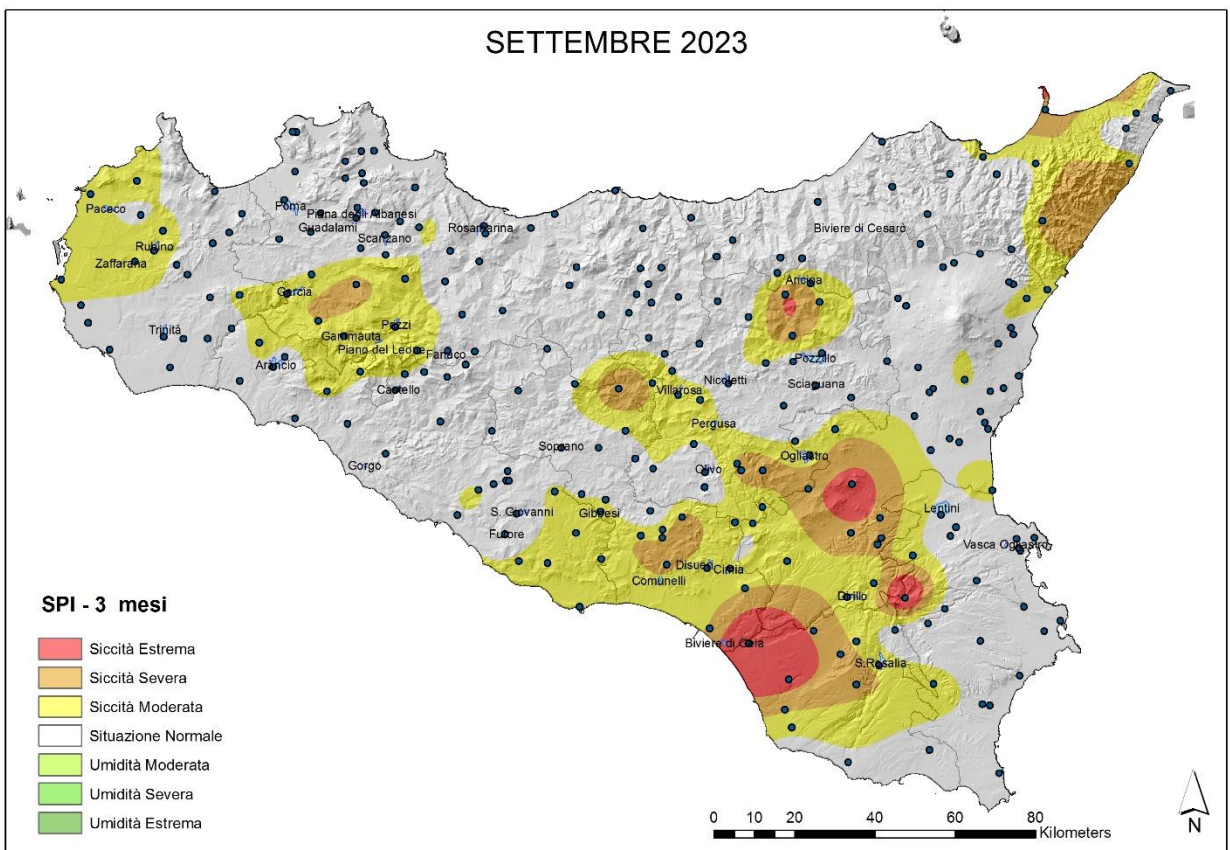 SETTEMBRE 2023
Paceco
Poma
Piana degli Albanesi
Guadalami
Scanzano
Rosamarina
Biviere di Cesarò
Rubino
Zaffarana
Garcia
Ancipa
Trinità
Prizzi
Gammauta
Piano del Leone
Fanaco
Arancio
Pozzillo
Castello
Villarosa
Nicoletti
Sciaguana
Pergusa
Soprano
Gorgo
Olivo
Ogliastro
S. Giovanni
Gibbesi
Lentini
Furore
Vasca Ogliastro
Disueri
Cimia
Comunelli
Dirillo
Biviere di Gela
S.Rosalia
SPI - 3 mesi
Siccità Estrema
Siccità Severa
Siccità Moderata
Situazione Normale
Umidità Moderata
Umidità Severa
Umidità Estrema
0 10 20 40 60 80
Kilometers
N